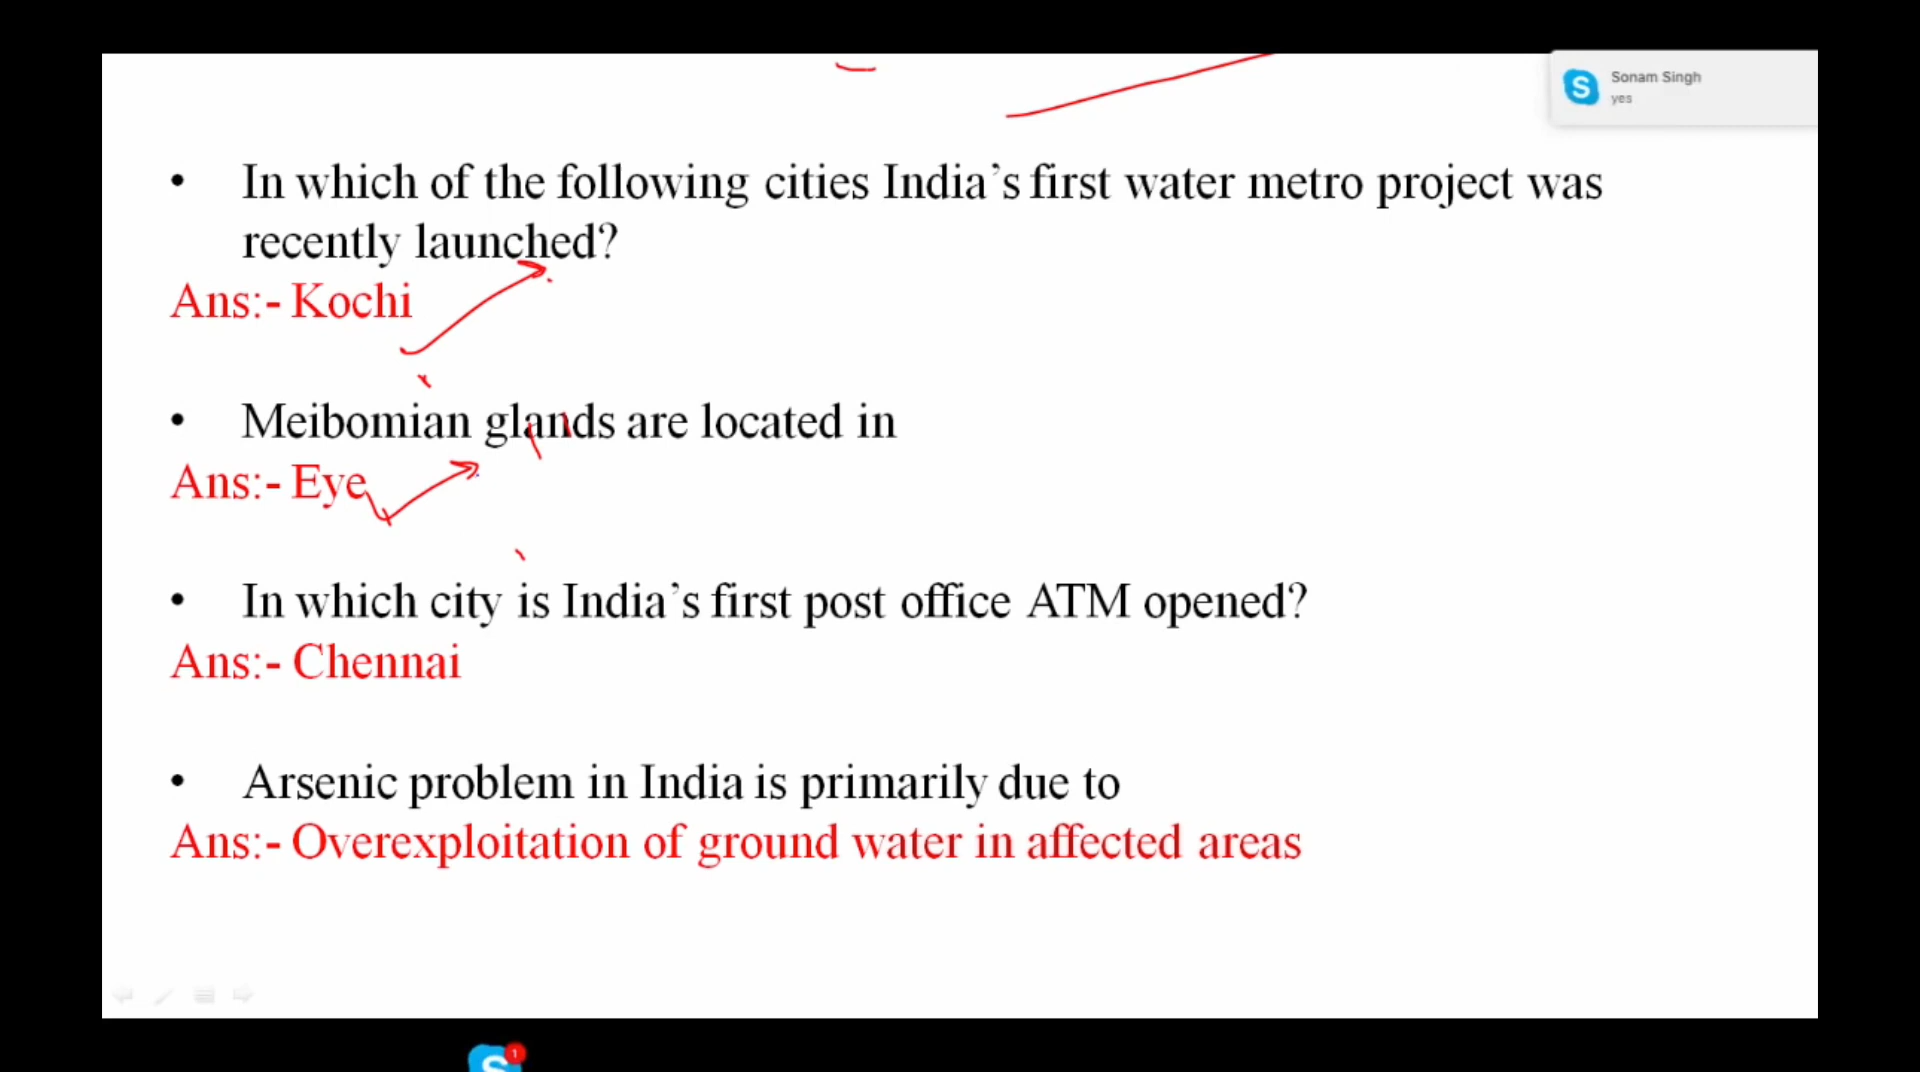 Sonam Singh
yes
• In which of the following cities India’s first water metro project was
recently launched?
Ans:- Kochi
• Meibomian glands are located in
Ans:- Eye
• In which city is India’s first post office ATM opened?
Ans:- Chennai
• Arsenic problem in India is primarily due to
Ans:- Overexploitation of ground water in affected areas
1